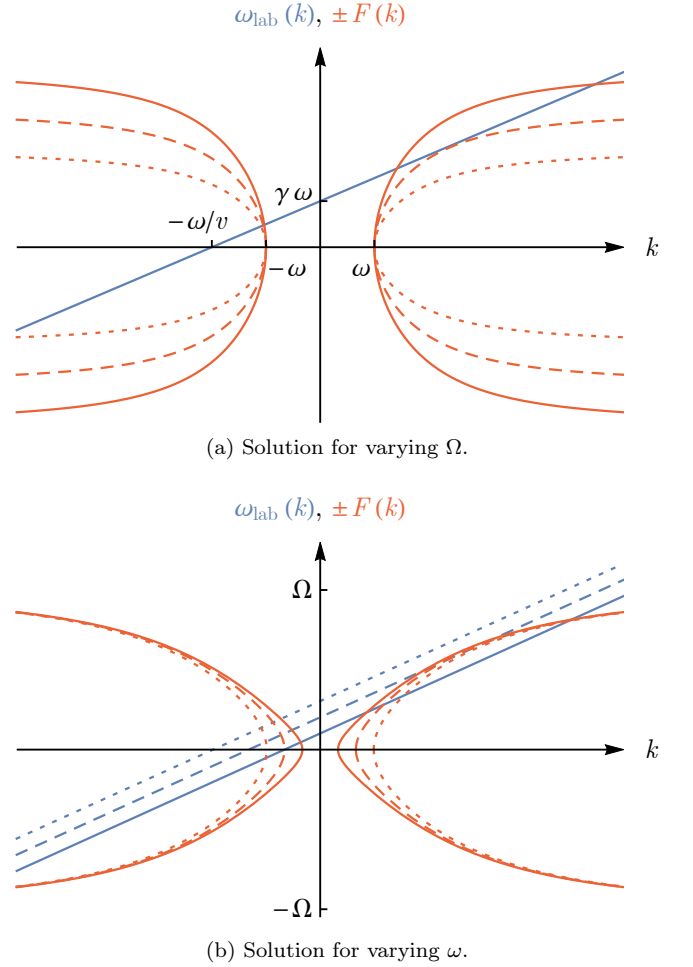 ω_lab (k), ± F (k)
γ ω
−ω/v
−ω
ω
k
(a) Solution for varying Ω.
ω_lab (k), ± F (k)
Ω
k
−Ω
(b) Solution for varying ω.